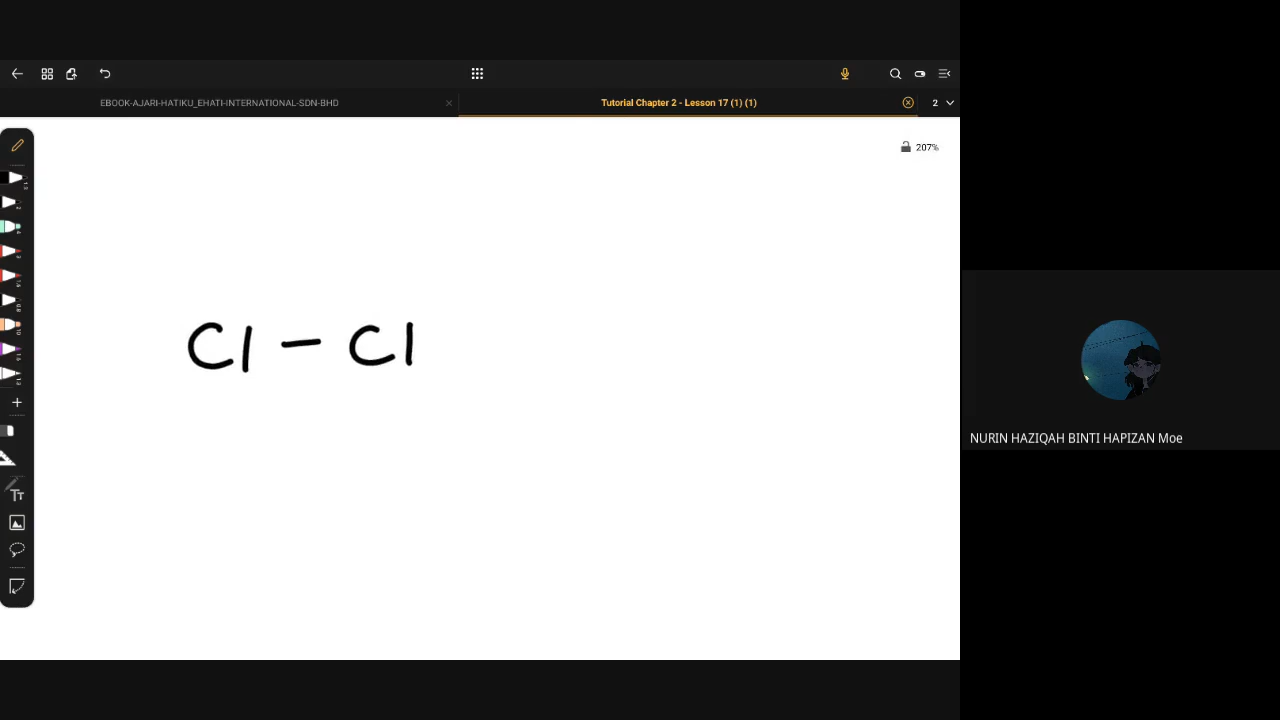 EBOOK-AJARI-HATIKU_EHATI-INTERNATIONAL-SDN-BHD
Tutorial Chapter 2 - Lesson 17 (1) (1)
2
207%
Cl - Cl
Tт
NURIN HAZIQAH BINTI HAPIZAN Moe